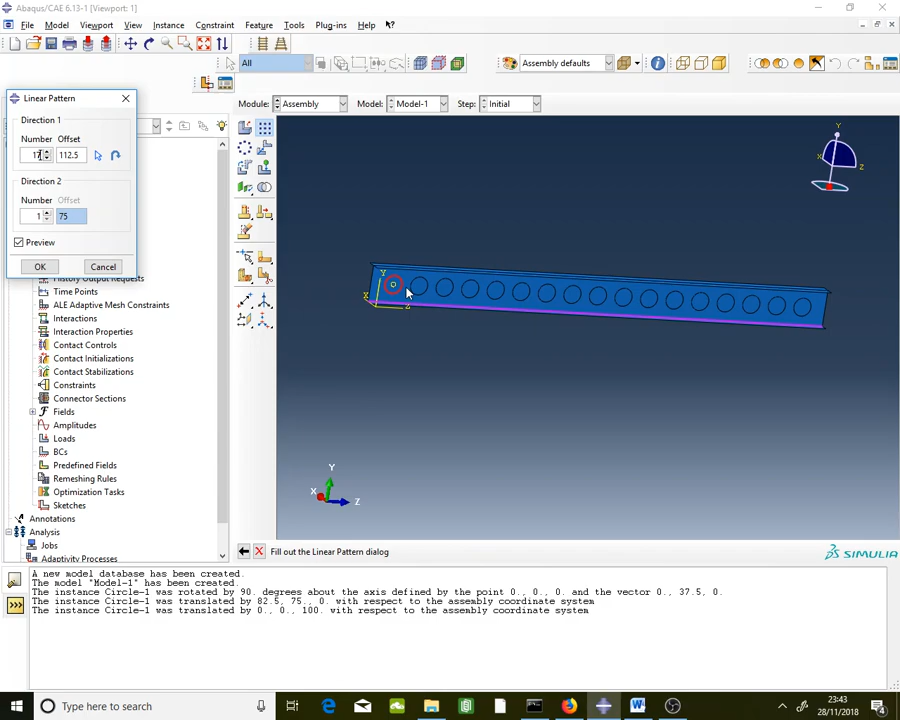 Abaqus/CAE 6.13-1 [Viewport: 1]
File Model Viewport View Instance Constraint Feature Tools Plug-ins Help
All
Assembly defaults
Module: Assembly Model: Model-1 Step: Initial
Linear Pattern
Direction 1
Number Offset
17 112.5
Direction 2
Number Offset
1 75
Preview
OK Cancel
History Output Requests
Time Points
ALE Adaptive Mesh Constraints
Interactions
Interaction Properties
Contact Controls
Contact Initializations
Contact Stabilizations
Constraints
Connector Sections
Fields
Amplitudes
Loads
BCs
Predefined Fields
Remeshing Rules
Optimization Tasks
Sketches
Annotations
Analysis
Jobs
Adaptivity Processes
Y
X
Z
Y
X
Z
Y
X
Z
Fill out the Linear Pattern dialog
SIMULIA
A new model database has been created.
The model "Model-1" has been created.
The instance Circle-1 was rotated by 90. degrees about the axis defined by the point 0., 0., 0. and the vector 0., 37.5, 0.
The instance Circle-1 was translated by 82.5, 75., 0. with respect to the assembly coordinate system
The instance Circle-1 was translated by 0., 0., 100. with respect to the assembly coordinate system
>>>
Type here to search
23:43
28/11/2018
4